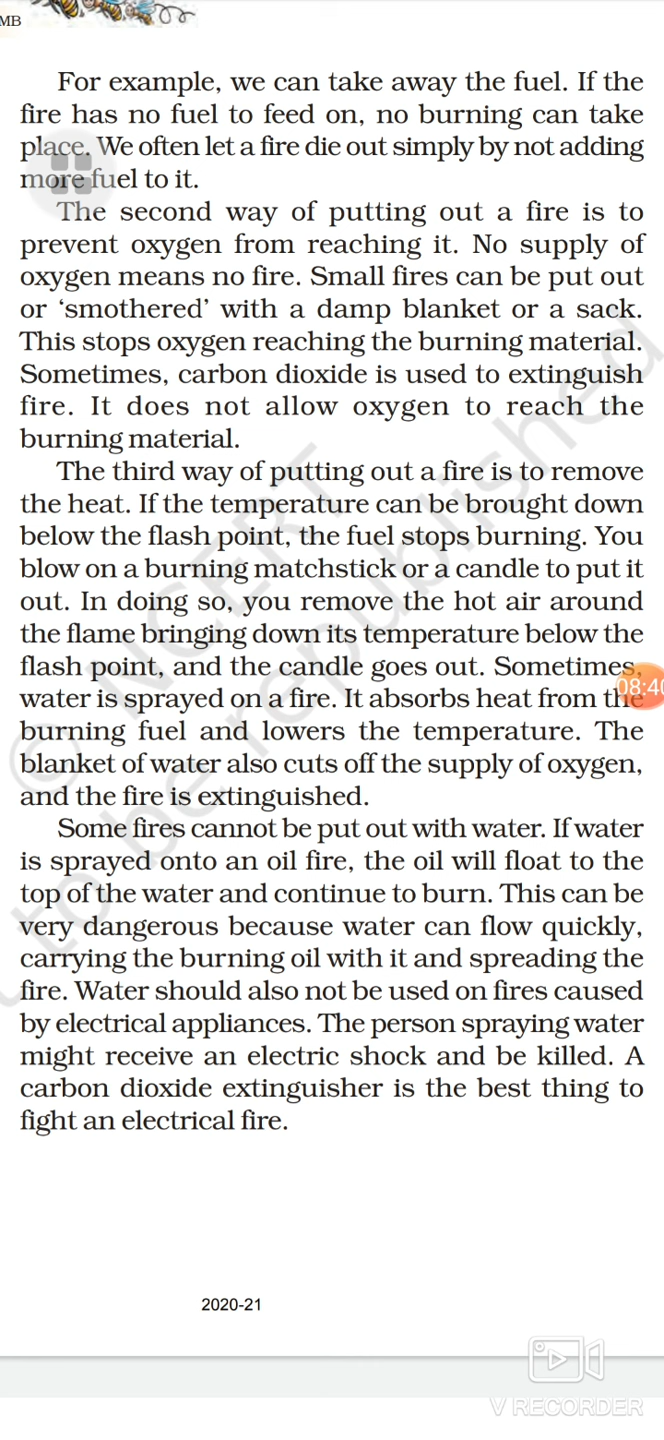 MB
For example, we can take away the fuel. If the
fire has no fuel to feed on, no burning can take
place. We often let a fire die out simply by not adding
more fuel to it.
The second way of putting out a fire is to
prevent oxygen from reaching it. No supply of
oxygen means no fire. Small fires can be put out
or ‘smothered’ with a damp blanket or a sack.
This stops oxygen reaching the burning material.
Sometimes, carbon dioxide is used to extinguish
fire. It does not allow oxygen to reach the
burning material.
The third way of putting out a fire is to remove
the heat. If the temperature can be brought down
below the flash point, the fuel stops burning. You
blow on a burning matchstick or a candle to put it
out. In doing so, you remove the hot air around
the flame bringing down its temperature below the
flash point, and the candle goes out. Sometimes,
water is sprayed on a fire. It absorbs heat from the
burning fuel and lowers the temperature. The
blanket of water also cuts off the supply of oxygen,
and the fire is extinguished.
Some fires cannot be put out with water. If water
is sprayed onto an oil fire, the oil will float to the
top of the water and continue to burn. This can be
very dangerous because water can flow quickly,
carrying the burning oil with it and spreading the
fire. Water should also not be used on fires caused
by electrical appliances. The person spraying water
might receive an electric shock and be killed. A
carbon dioxide extinguisher is the best thing to
fight an electrical fire.
© NCERT
to be republished
08:40
2020-21
V RECORDER